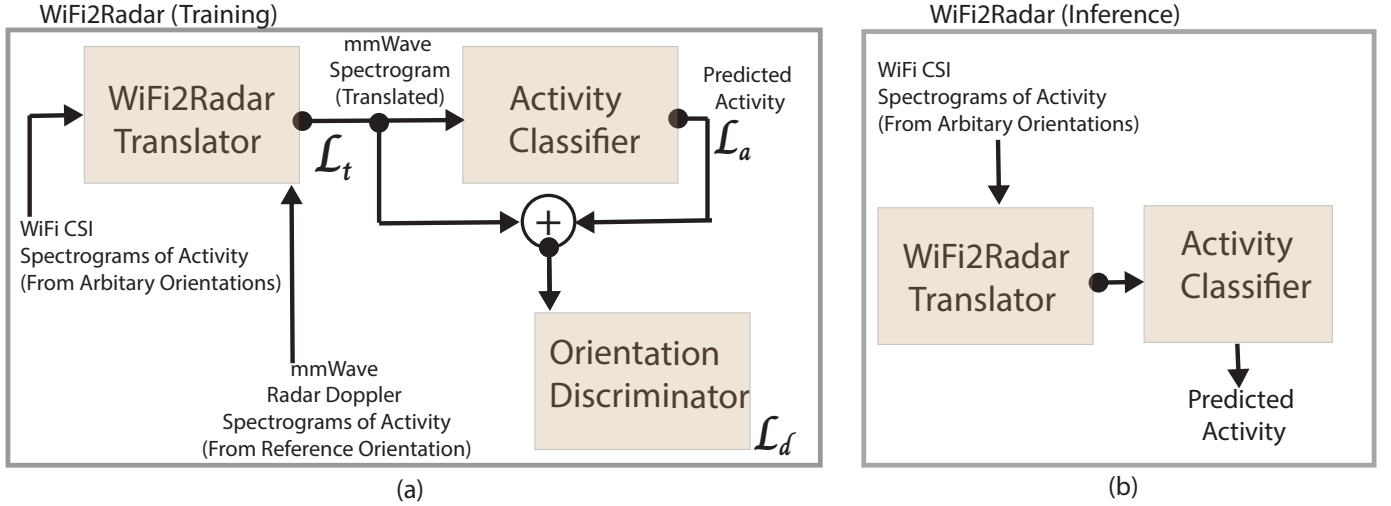 WiFi2Radar (Training)
WiFi2Radar
Translator
mmWave
Spectrogram
(Translated)
ℒt
Activity
Classifier
Predicted
Activity
ℒa
WiFi CSI
Spectrograms of Activity
(From Arbitary Orientations)
+
Orientation
Discriminator
ℒd
mmWave
Radar Doppler
Spectrograms of Activity
(From Reference Orientation)
(a)
WiFi2Radar (Inference)
WiFi CSI
Spectrograms of Activity
(From Arbitary Orientations)
WiFi2Radar
Translator
Activity
Classifier
Predicted
Activity
(b)